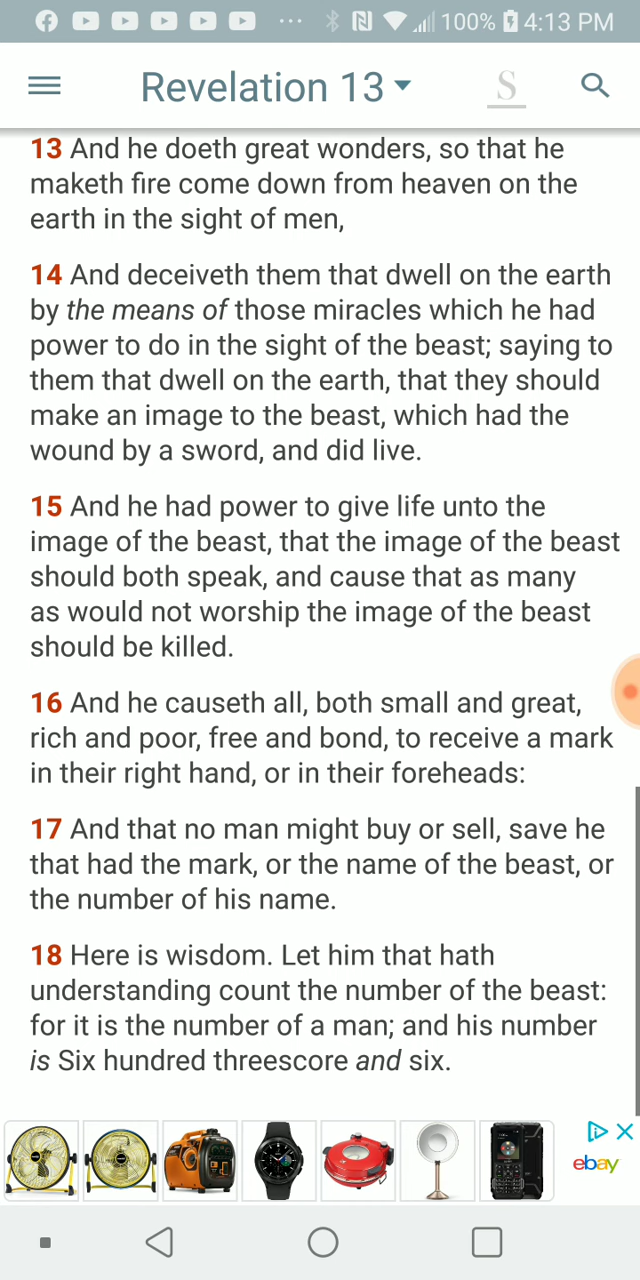 100% 4:13 PM
Revelation 13
S
13 And he doeth great wonders, so that he
maketh fire come down from heaven on the
earth in the sight of men,
14 And deceiveth them that dwell on the earth
by the means of those miracles which he had
power to do in the sight of the beast; saying to
them that dwell on the earth, that they should
make an image to the beast, which had the
wound by a sword, and did live.
15 And he had power to give life unto the
image of the beast, that the image of the beast
should both speak, and cause that as many
as would not worship the image of the beast
should be killed.
16 And he causeth all, both small and great,
rich and poor, free and bond, to receive a mark
in their right hand, or in their foreheads:
17 And that no man might buy or sell, save he
that had the mark, or the name of the beast, or
the number of his name.
18 Here is wisdom. Let him that hath
understanding count the number of the beast:
for it is the number of a man; and his number
is Six hundred threescore and six.
ebay